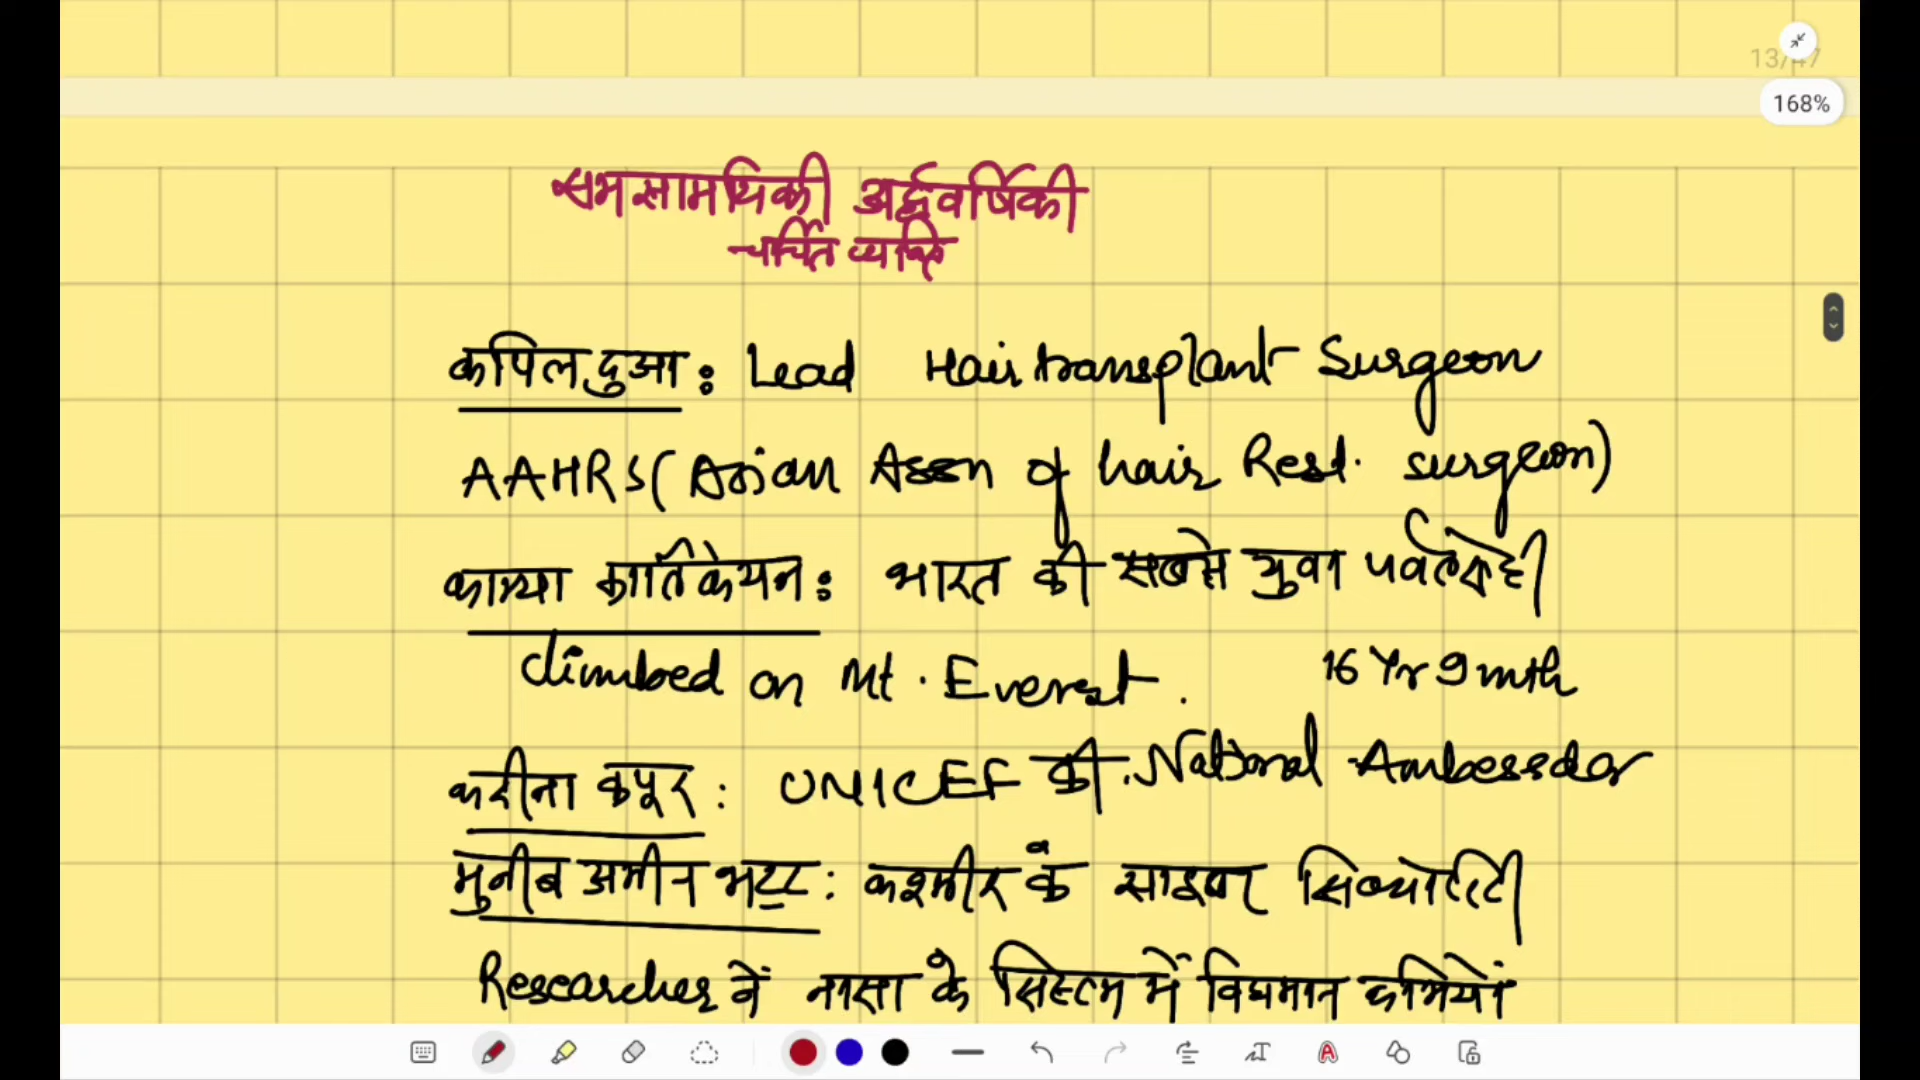 13/47
168%
समसामयिकी अर्द्धवार्षिकी
चर्चित व्यक्ति
कपिल दुआ : Lead Hair transplant Surgeon
AAHRS (Asian Assn of hair Rest. surgeon)
काम्या कार्तिकेयन : भारत की सबसे युवा पर्वतारोही
Climbed on Mt. Everest. 16 Yr 9 mth
करीना कपूर : UNICEF की National Ambassador
मुनीब अमीन भट्ट : कश्मीर के साइबर सिक्योरिटी
Researcher ने नासा के सिस्टम में विद्यमान कमियों